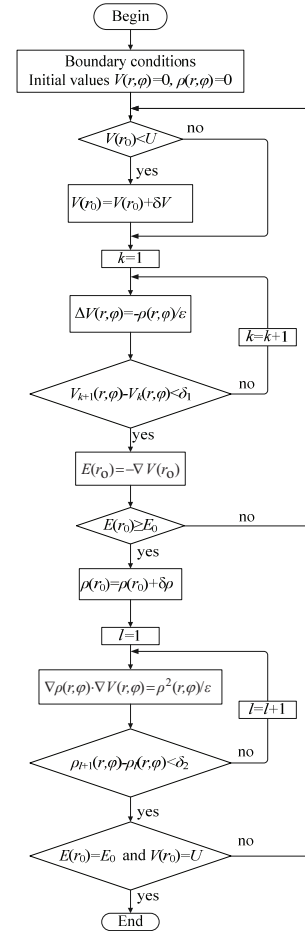 Begin
Boundary conditions
Initial values V(r,φ)=0, ρ(r,φ)=0
V(r₀)<U
no
yes
V(r₀)=V(r₀)+δV
k=1
ΔV(r,φ)=-ρ(r,φ)/ε
k=k+1
Vₖ₊₁(r,φ)-Vₖ(r,φ)<δ₁
no
yes
E(r₀)=−∇V(r₀)
E(r₀)≥E₀
no
yes
ρ(r₀)=ρ(r₀)+δρ
l=1
∇ρ(r,φ)·∇V(r,φ)=ρ²(r,φ)/ε
l=l+1
ρₗ₊₁(r,φ)-ρₗ(r,φ)<δ₂
no
yes
E(r₀)=E₀ and V(r₀)=U
no
yes
End